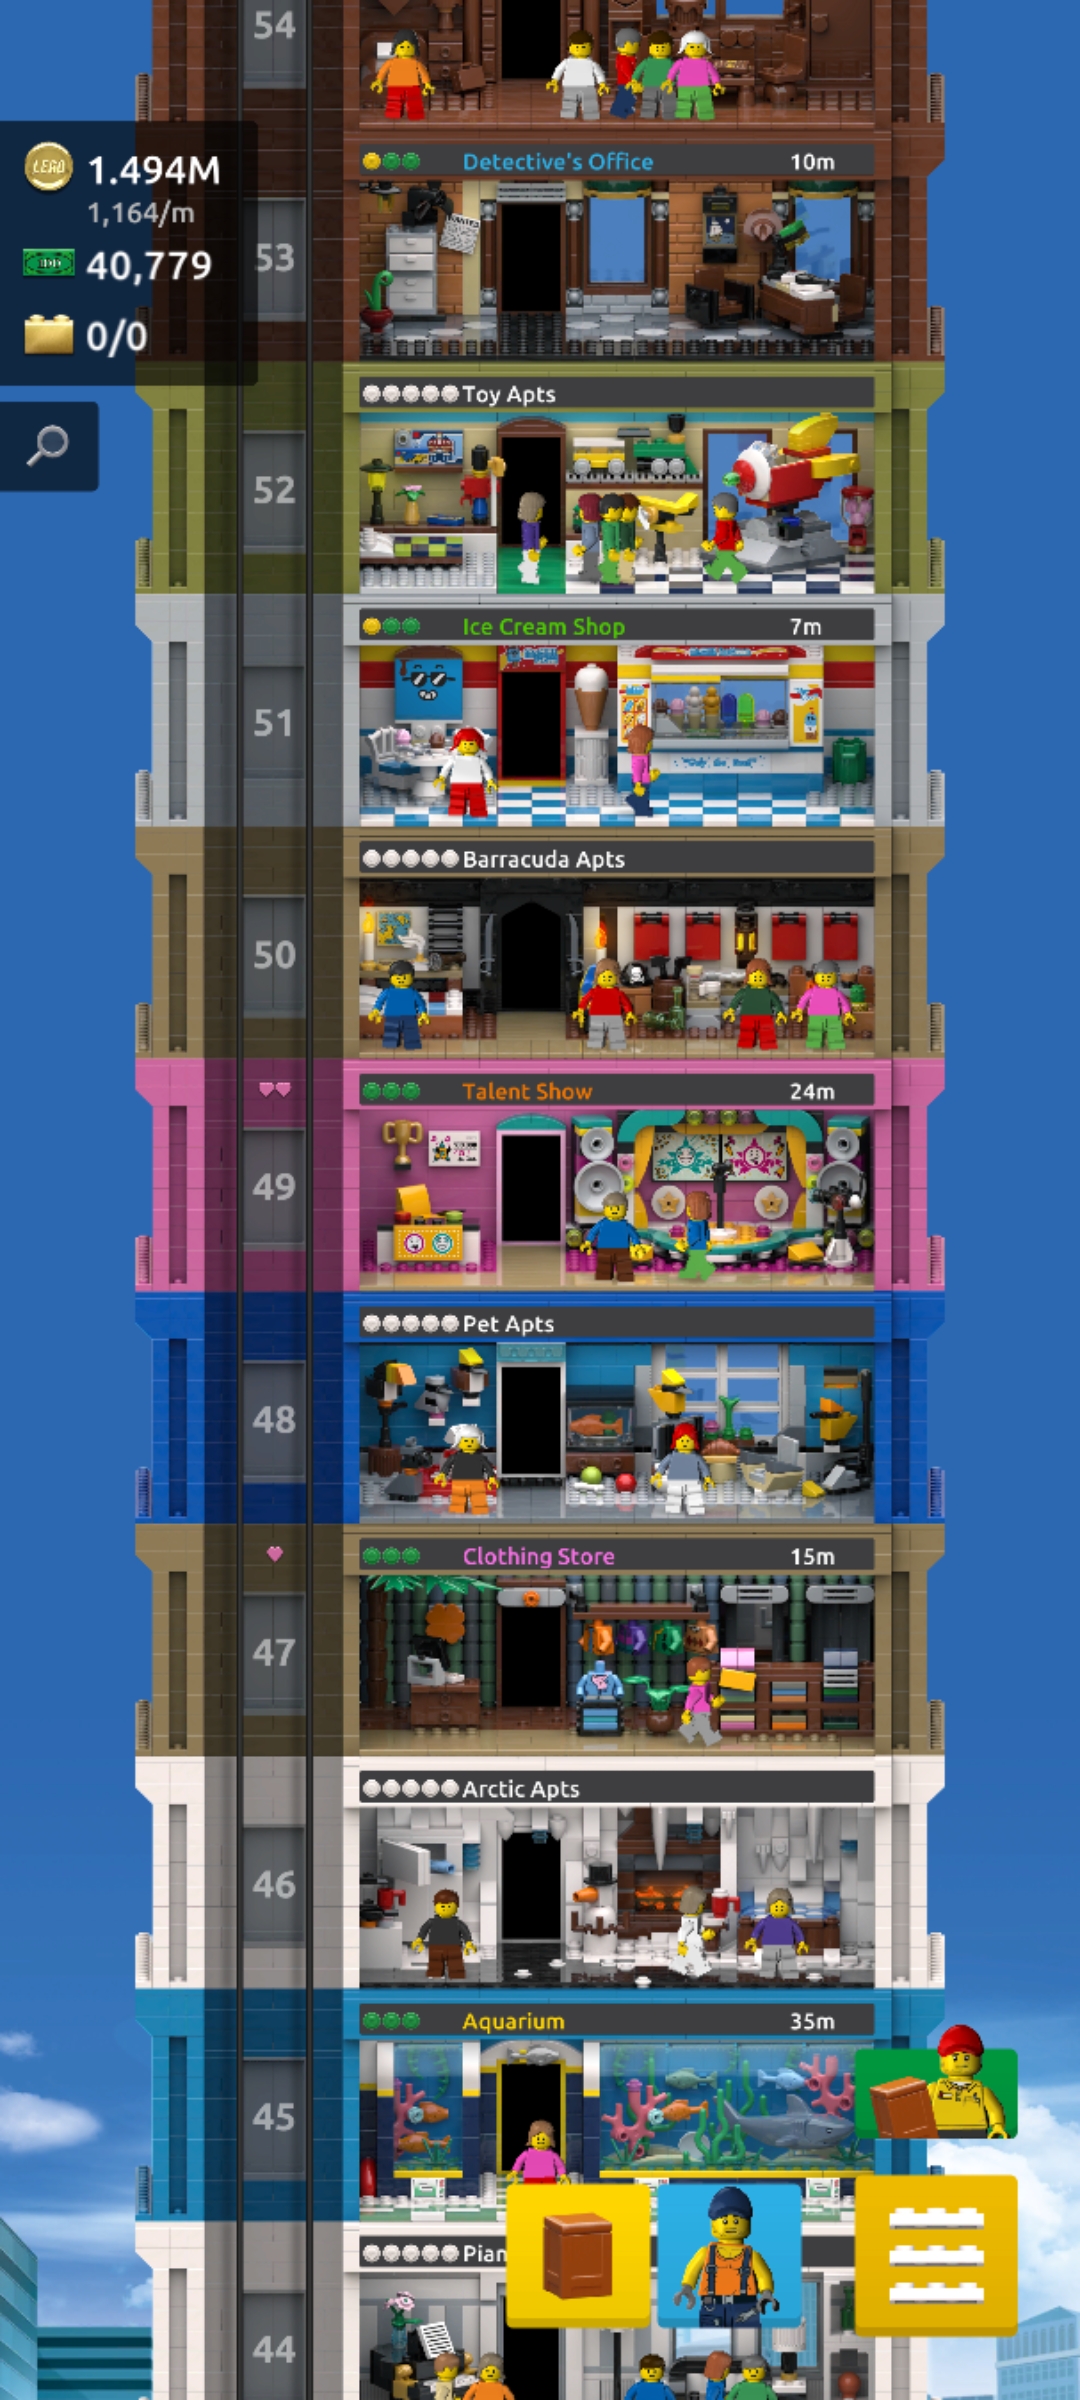 54
LEGO
1.494M
1,164/m
40,779
0/0
Detective's Office 10m
WANTED
53
Toy Apts
52
Ice Cream Shop 7m
51
Barracuda Apts
50
Talent Show 24m
49
Pet Apts
48
Clothing Store 15m
47
Arctic Apts
46
Aquarium 35m
45
Pian
44